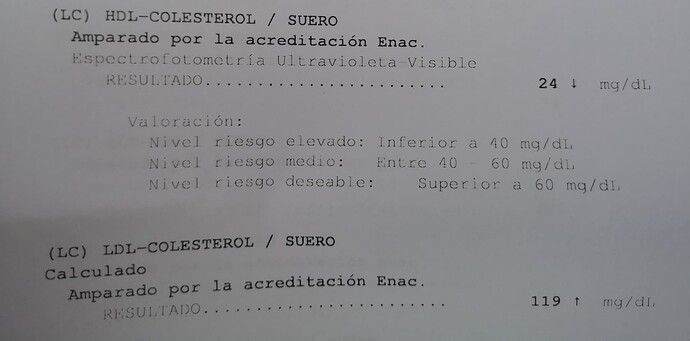 (LC) HDL-COLESTEROL / SUERO
Amparado por la acreditación Enac.
Espectrofotometría Ultravioleta-Visible
RESULTADO....................... 24 ↓ mg/dL
Valoración:
Nivel riesgo elevado: Inferior a 40 mg/dL
Nivel riesgo medio: Entre 40 - 60 mg/dL
Nivel riesgo deseable: Superior a 60 mg/dL
(LC) LDL-COLESTEROL / SUERO
Calculado
Amparado por la acreditación Enac.
RESULTADO....................... 119 ↑ mg/dL